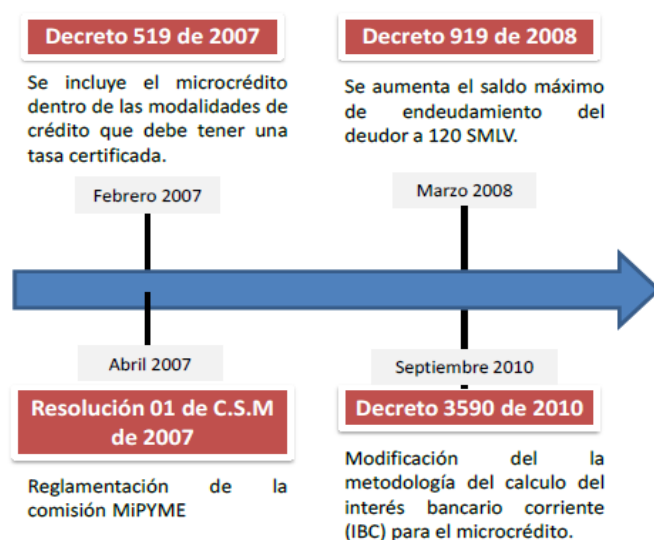 Decreto 519 de 2007
Se incluye el microcrédito
dentro de las modalidades de
crédito que debe tener una
tasa certificada.
Febrero 2007
Decreto 919 de 2008
Se aumenta el saldo máximo
de endeudamiento del
deudor a 120 SMLV.
Marzo 2008
Abril 2007
Resolución 01 de C.S.M
de 2007
Reglamentación de la
comisión MiPYME
Septiembre 2010
Decreto 3590 de 2010
Modificación del la
metodología del calculo del
interés bancario corriente
(IBC) para el microcrédito.